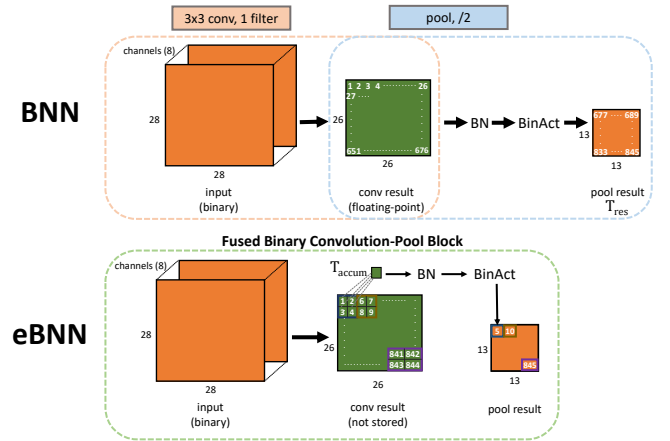 3x3 conv, 1 filter
pool, /2
BNN
channels (8)
28
28
input
(binary)
1 2 3 4 ...... 26
27 ....
651 ........ 676
26
26
conv result
(floating-point)
BN
BinAct
677 ... 689
833 ... 845
13
13
pool result
T_res
Fused Binary Convolution-Pool Block
eBNN
channels (8)
28
28
input
(binary)
T_accum
BN
BinAct
1 2 6 7
3 4 8 9
841 842
843 844
26
26
conv result
(not stored)
5 10
845
13
13
pool result